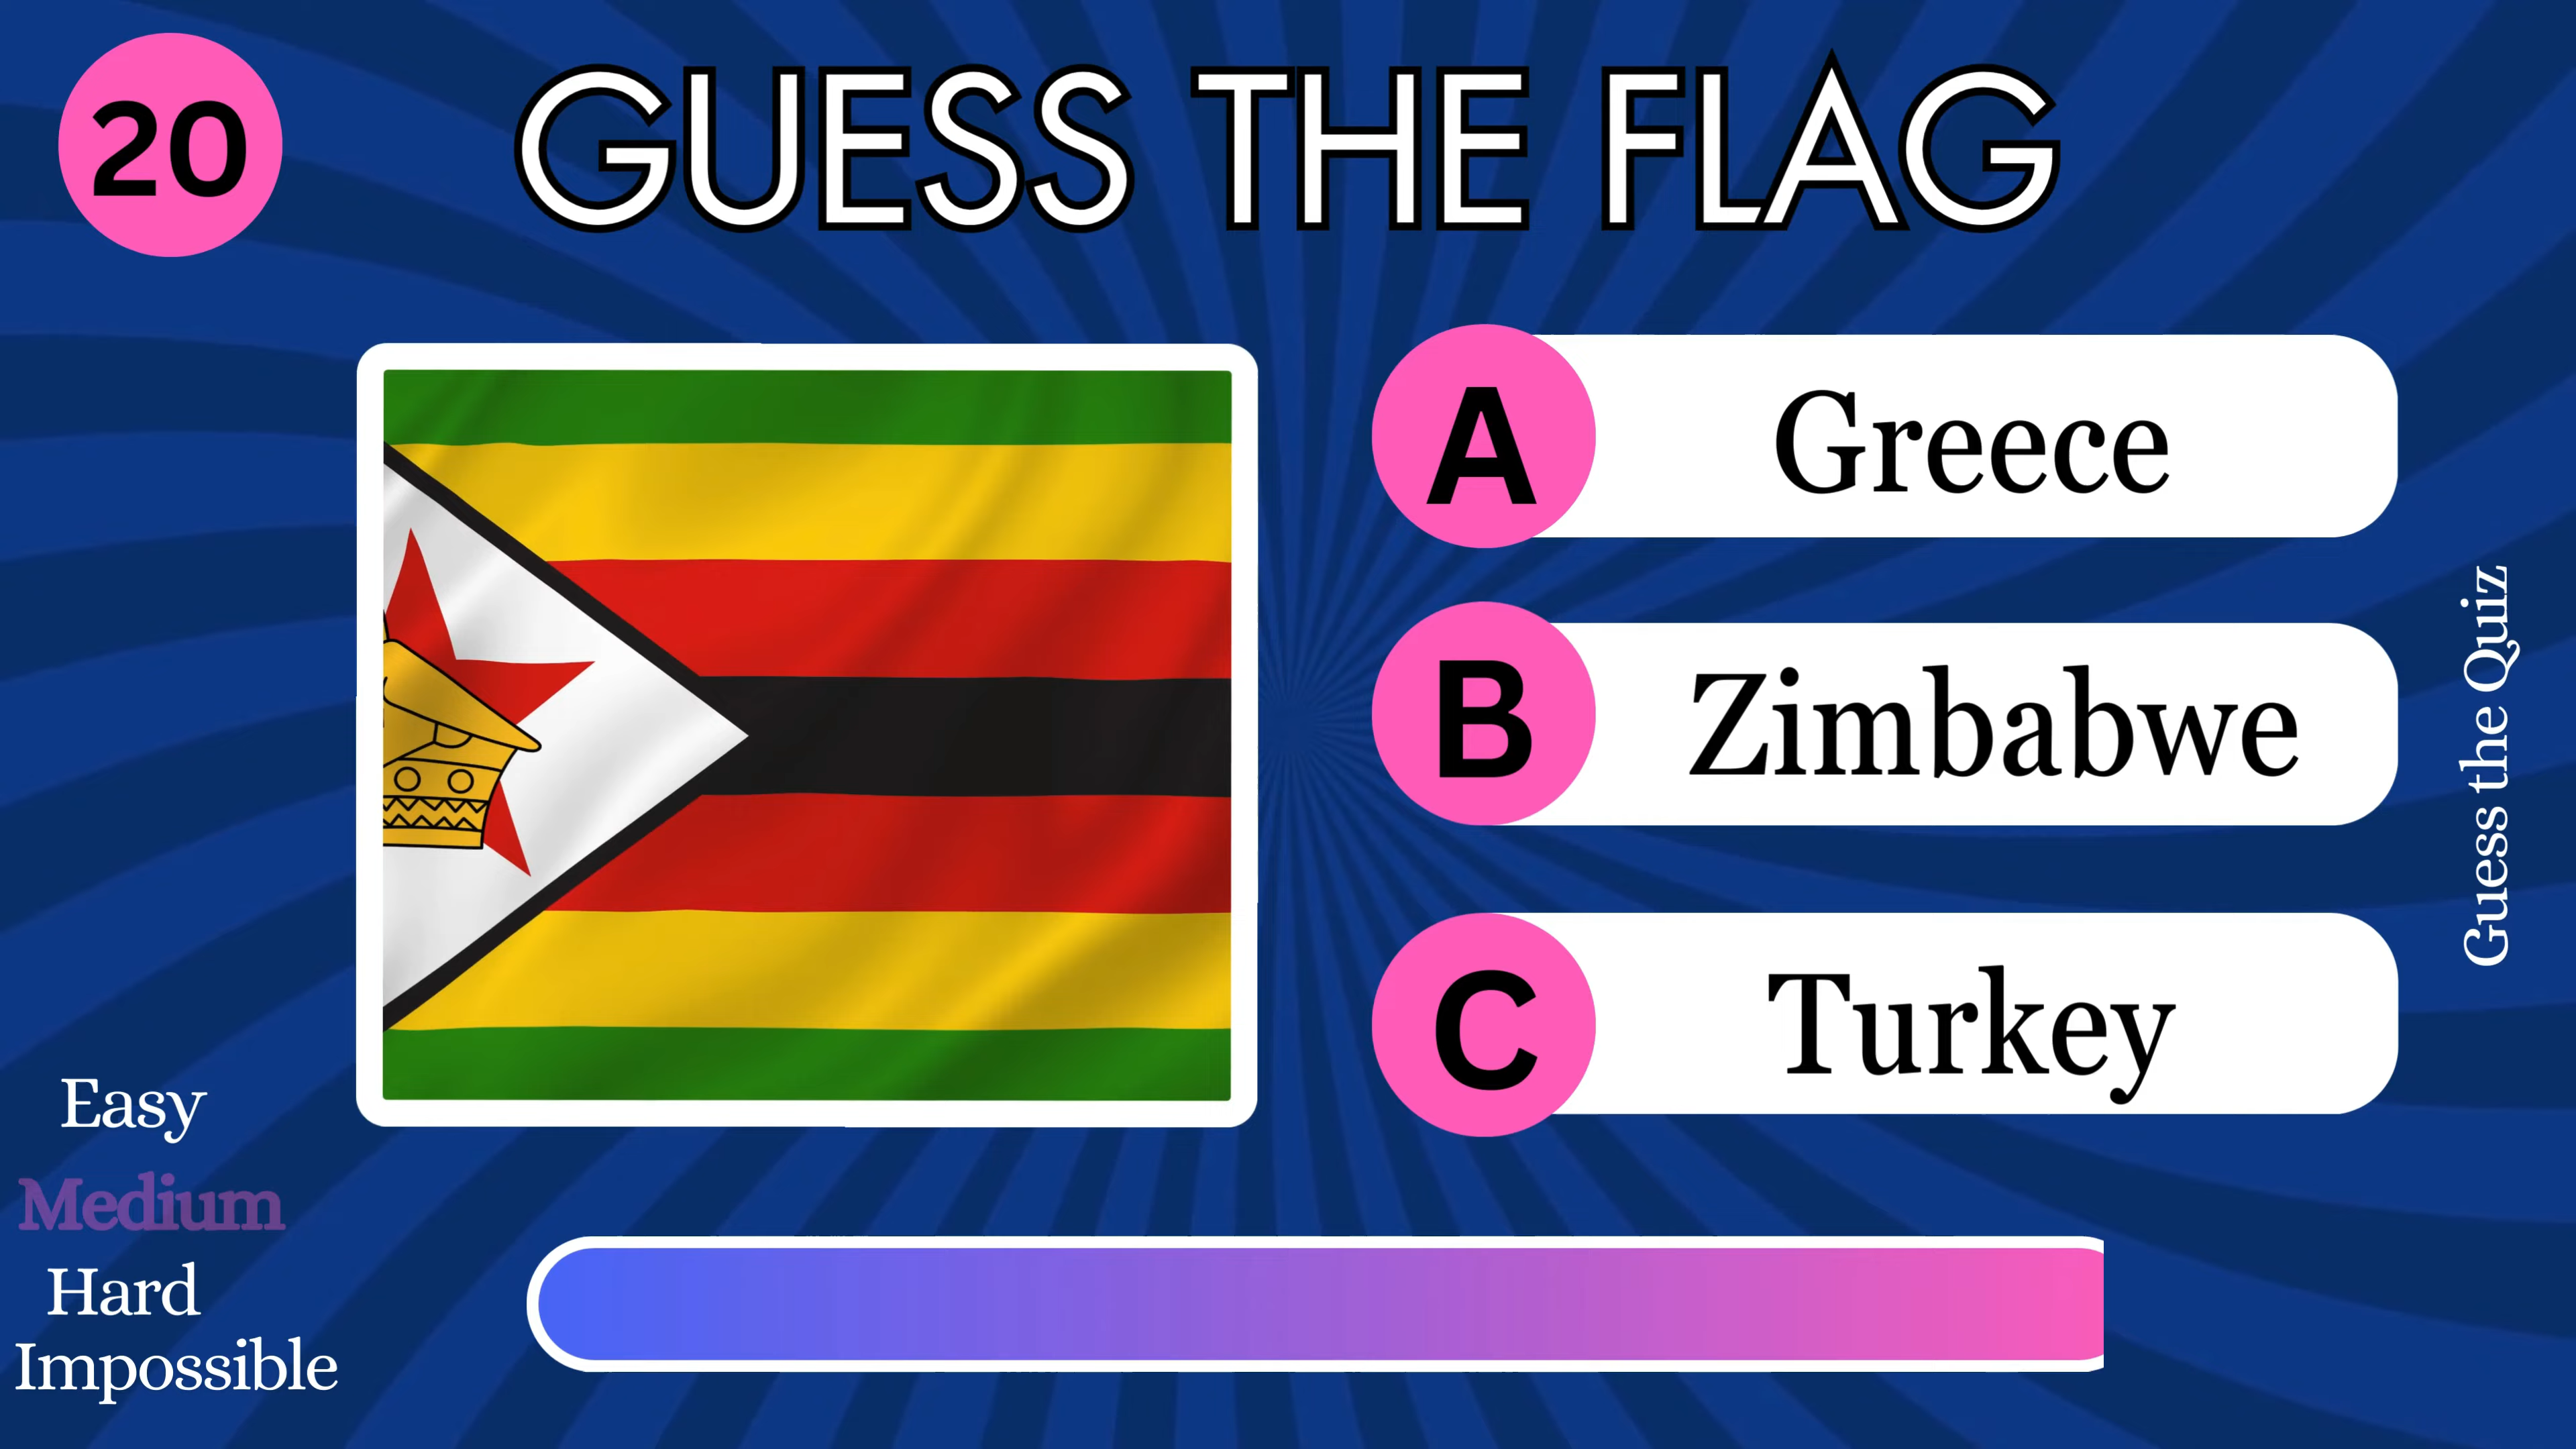 20
GUESS THE FLAG
A
Greece
B
Zimbabwe
C
Turkey
Guess the Quiz
Easy
Medium
Hard
Impossible